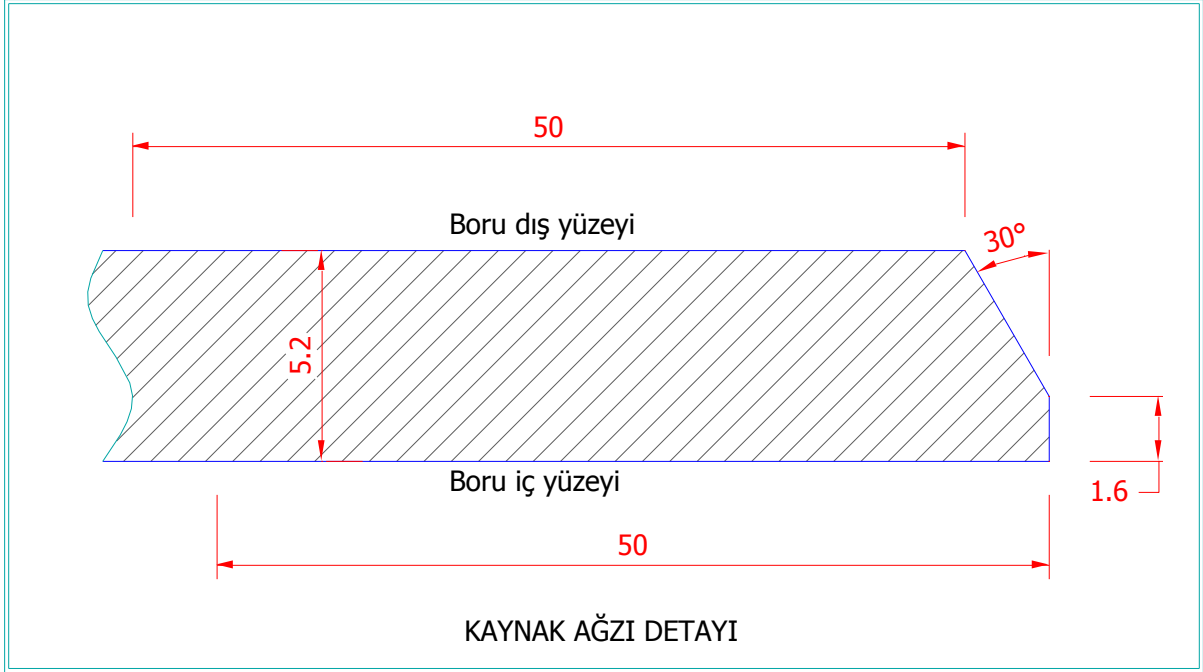 50
Boru dış yüzeyi
30°
5.2
Boru iç yüzeyi
1.6
50
KAYNAK AĞZI DETAYI